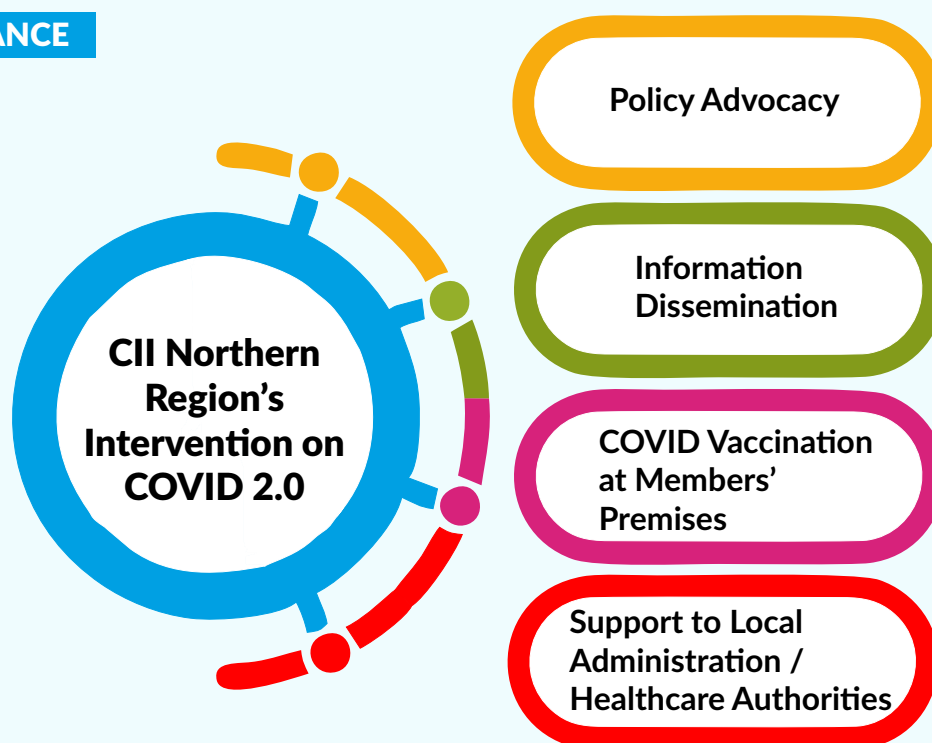 ANCE
CII Northern
Region’s
Intervention on
COVID 2.0
Policy Advocacy
Information
Dissemination
COVID Vaccination
at Members’
Premises
Support to Local
Administration /
Healthcare Authorities